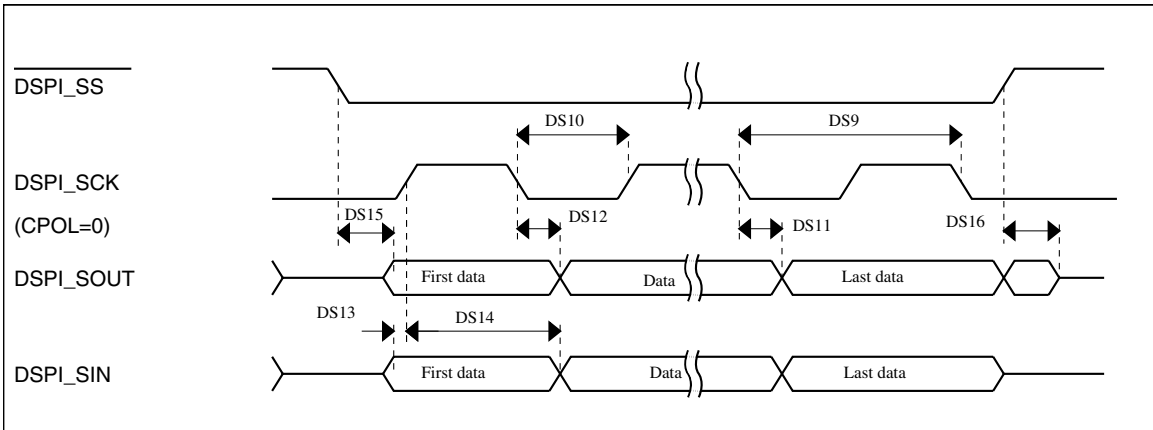 DSPI_SS
DS10
DS9
DSPI_SCK
(CPOL=0)
DS15
DS12
DS11
DS16
DSPI_SOUT
First data
Data
Last data
DS13
DS14
DSPI_SIN
First data
Data
Last data